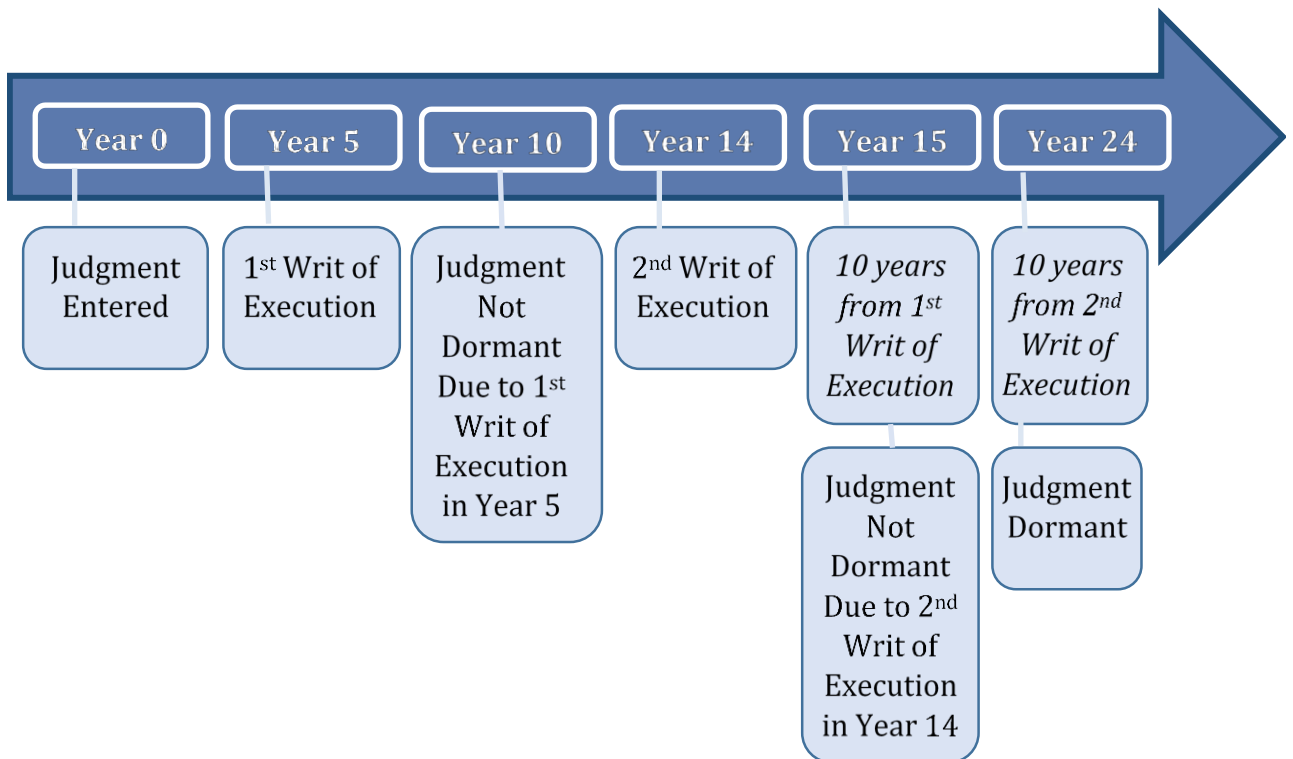 Year 0
Year 5
Year 10
Year 14
Year 15
Year 24
Judgment
Entered
1st Writ of
Execution
Judgment
Not
Dormant
Due to 1st
Writ of
Execution
in Year 5
2nd Writ of
Execution
10 years
from 1st
Writ of
Execution
10 years
from 2nd
Writ of
Execution
Judgment
Not
Dormant
Due to 2nd
Writ of
Execution
in Year 14
Judgment
Dormant